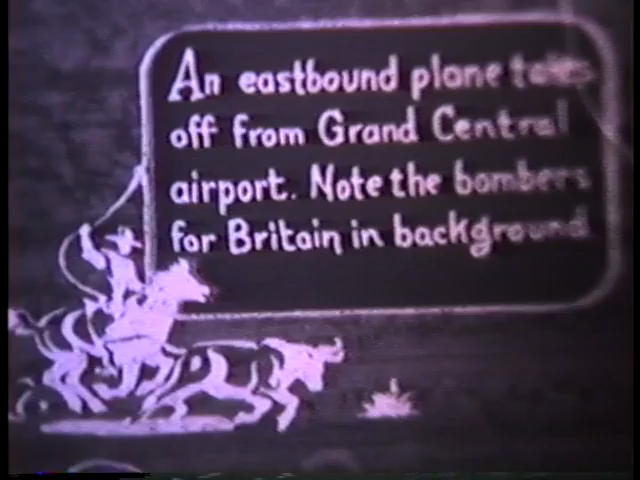 An eastbound plane takes
off from Grand Central
airport. Note the bombers
for Britain in background